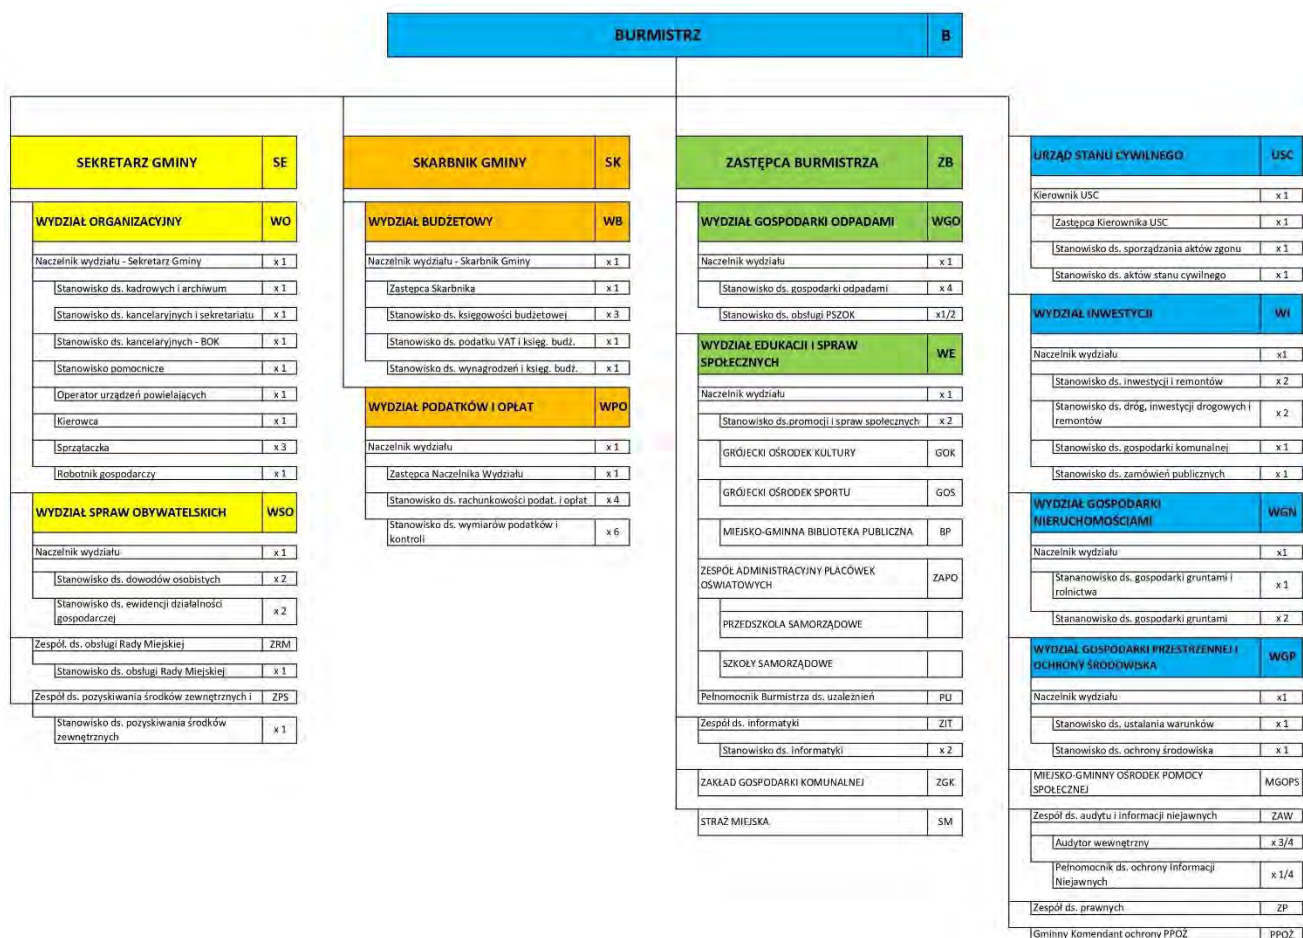 BURMISTRZ B
SEKRETARZ GMINY SE
WYDZIAŁ ORGANIZACYJNY WO
Naczelnik wydziału - Sekretarz Gminy x 1
Stanowisko ds. kadrowych i archiwum x 1
Stanowisko ds. kancelaryjnych i sekretariatu x 1
Stanowisko ds. kancelaryjnych - BOK x 1
Stanowisko pomocnicze x 1
Operator urządzeń powielających x 1
Kierowca x 1
Sprzątaczka x 3
Robotnik gospodarczy x 1
WYDZIAŁ SPRAW OBYWATELSKICH WSO
Naczelnik wydziału x 1
Stanowisko ds. dowodów osobistych x 2
Stanowisko ds. ewidencji działalności
gospodarczej x 2
Zespół. ds. obsługi Rady Miejskiej ZRM
Stanowisko ds. obsługi Rady Miejskiej x 1
Zespół ds. pozyskiwania środków zewnętrznych i ZPS
Stanowisko ds. pozyskiwania środków
zewnętrznych x 1
SKARBNIK GMINY SK
WYDZIAŁ BUDŻETOWY WB
Naczelnik wydziału - Skarbnik Gminy x 1
Zastępca Skarbnika x 1
Stanowisko ds. księgowości budżetowej x 3
Stanowisko ds. podatku VAT i księg. budż. x 1
Stanowisko ds. wynagrodzeń i księg. budż. x 1
WYDZIAŁ PODATKÓW I OPŁAT WPO
Naczelnik wydziału x 1
Zastępca Naczelnika Wydziału x 1
Stanowisko ds. rachunkowości podat. i opłat x 4
Stanowisko ds. wymiarów podatków i
kontroli x 6
ZASTĘPCA BURMISTRZA ZB
WYDZIAŁ GOSPODARKI ODPADAMI WGO
Naczelnik wydziału x 1
Stanowisko ds. gospodarki odpadami x 4
Stanowisko ds. obsługi PSZOK x1/2
WYDZIAŁ EDUKACJI I SPRAW
SPOŁECZNYCH WE
Naczelnik wydziału x 1
Stanowisko ds.promocji i spraw społecznych x 2
GRÓJECKI OŚRODEK KULTURY GOK
GRÓJECKI OŚRODEK SPORTU GOS
MIEJSKO-GMINNA BIBLIOTEKA PUBLICZNA BP
ZESPÓŁ ADMINISTRACYJNY PLACÓWEK
OŚWIATOWYCH ZAPO
PRZEDSZKOLA SAMORZĄDOWE
SZKOŁY SAMORZĄDOWE
Pełnomocnik Burmistrza ds. uzależnień PU
Zespół ds. informatyki ZIT
Stanowisko ds. informatyki x 2
ZAKŁAD GOSPODARKI KOMUNALNEJ ZGK
STRAŻ MIEJSKA SM
URZĄD STANU CYWILNEGO USC
Kierownik USC x 1
Zastępca Kierownika USC x 1
Stanowisko ds. sporządzania aktów zgonu x 1
Stanowisko ds. aktów stanu cywilnego x 1
WYDZIAŁ INWESTYCJI WI
Naczelnik wydziału x1
Stanowisko ds. inwestycji i remontów x 2
Stanowisko ds. dróg, inwestycji drogowych i
remontów x 2
Stanowisko ds. gospodarki komunalnej x 1
Stanowisko ds. zamówień publicznych x 1
WYDZIAŁ GOSPODARKI
NIERUCHOMOŚCIAMI WGN
Naczelnik wydziału x1
Stananowisko ds. gospodarki gruntami i
rolnictwa x 1
Stananowisko ds. gospodarki gruntami x 2
WYDZIAŁ GOSPODARKI PRZESTRZENNEJ I
OCHRONY ŚRODOWISKA WGP
Naczelnik wydziału x1
Stanowisko ds. ustalania warunków x 1
Stanowisko ds. ochrony środowiska x 1
MIEJSKO-GMINNY OŚRODEK POMOCY
SPOŁECZNEJ MGOPS
Zespół ds. audytu i informacji niejawnych ZAW
Audytor wewnętrzny x 3/4
Pełnomocnik ds. ochrony Informacji
Niejawnych x 1/4
Zespół ds. prawnych ZP
Gminny Komendant ochrony PPOŻ PPOŻ